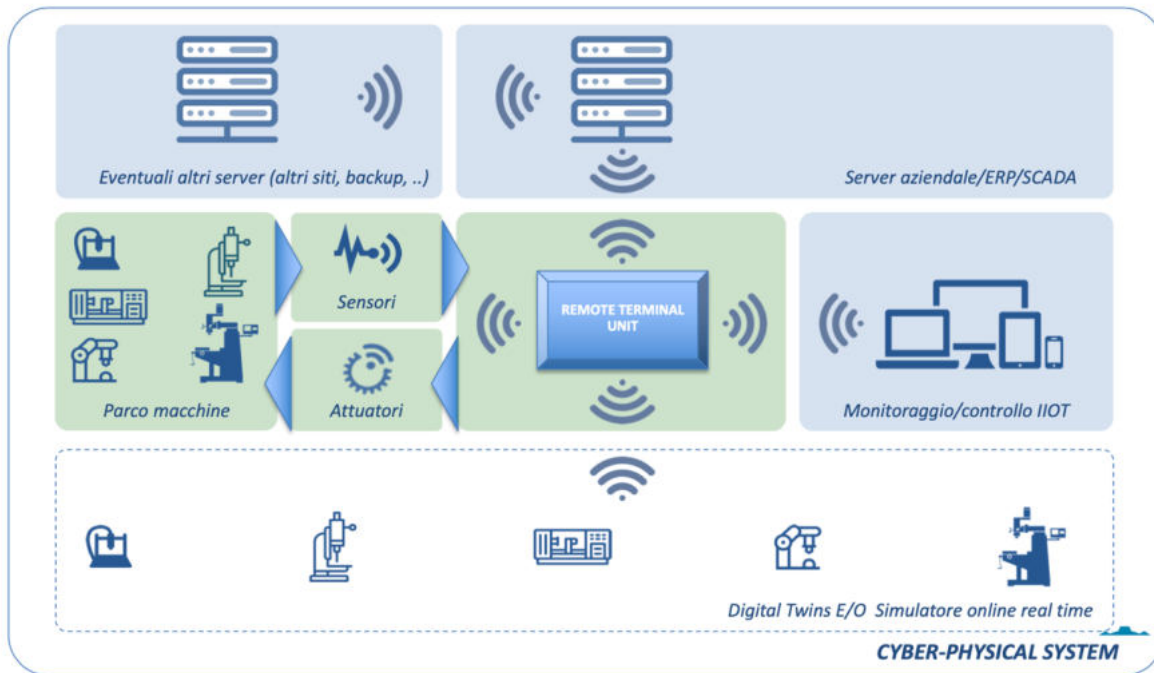 Eventuali altri server (altri siti, backup, ..)
Server aziendale/ERP/SCADA
Sensori
REMOTE TERMINAL
UNIT
Parco macchine
Attuatori
Monitoraggio/controllo IIOT
Digital Twins E/O Simulatore online real time
CYBER-PHYSICAL SYSTEM